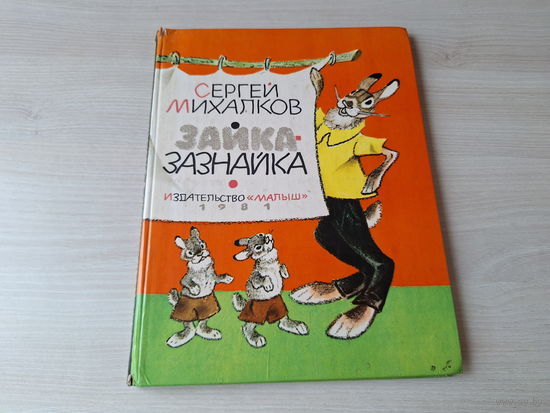 СЕРГЕЙ
МИХАЛКОВ
ЗАЙКА-
ЗАЗНАЙКА
ИЗДАТЕЛЬСТВО «МАЛЫШ»
1981